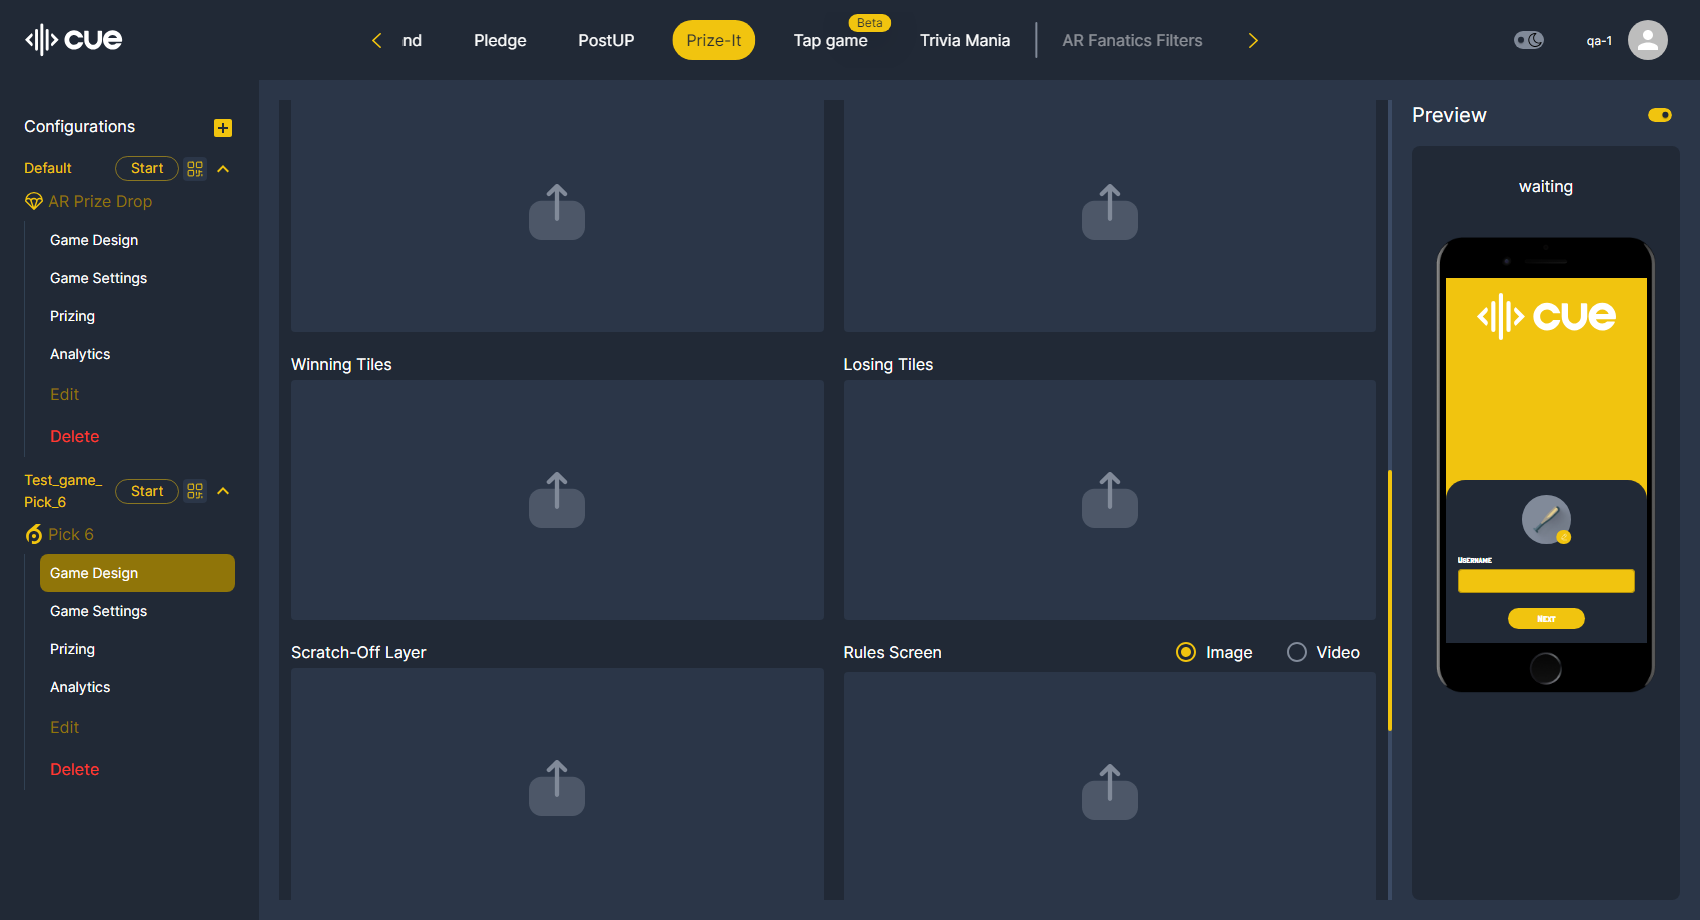 cue
nd
Pledge
PostUP
Prize-It
Beta
Tap game
Trivia Mania
AR Fanatics Filters
qa-1
Configurations
Default
Start
AR Prize Drop
Game Design
Game Settings
Prizing
Analytics
Edit
Delete
Test_game_
Pick_6
Start
Pick 6
Game Design
Game Settings
Prizing
Analytics
Edit
Delete
Winning Tiles
Losing Tiles
Scratch-Off Layer
Rules Screen
Image
Video
Preview
waiting
cue
Username
Next